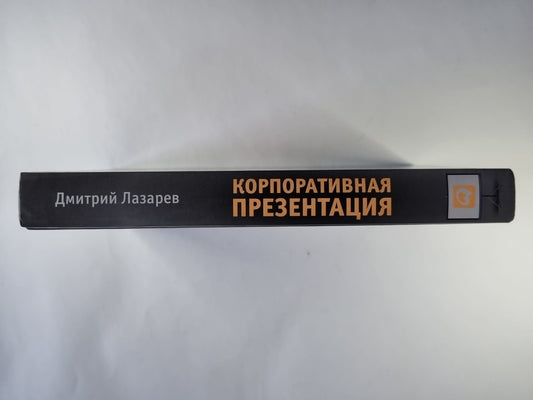 Дмитрий Лазарев
КОРПОРАТИВНАЯ
ПРЕЗЕНТАЦИЯ